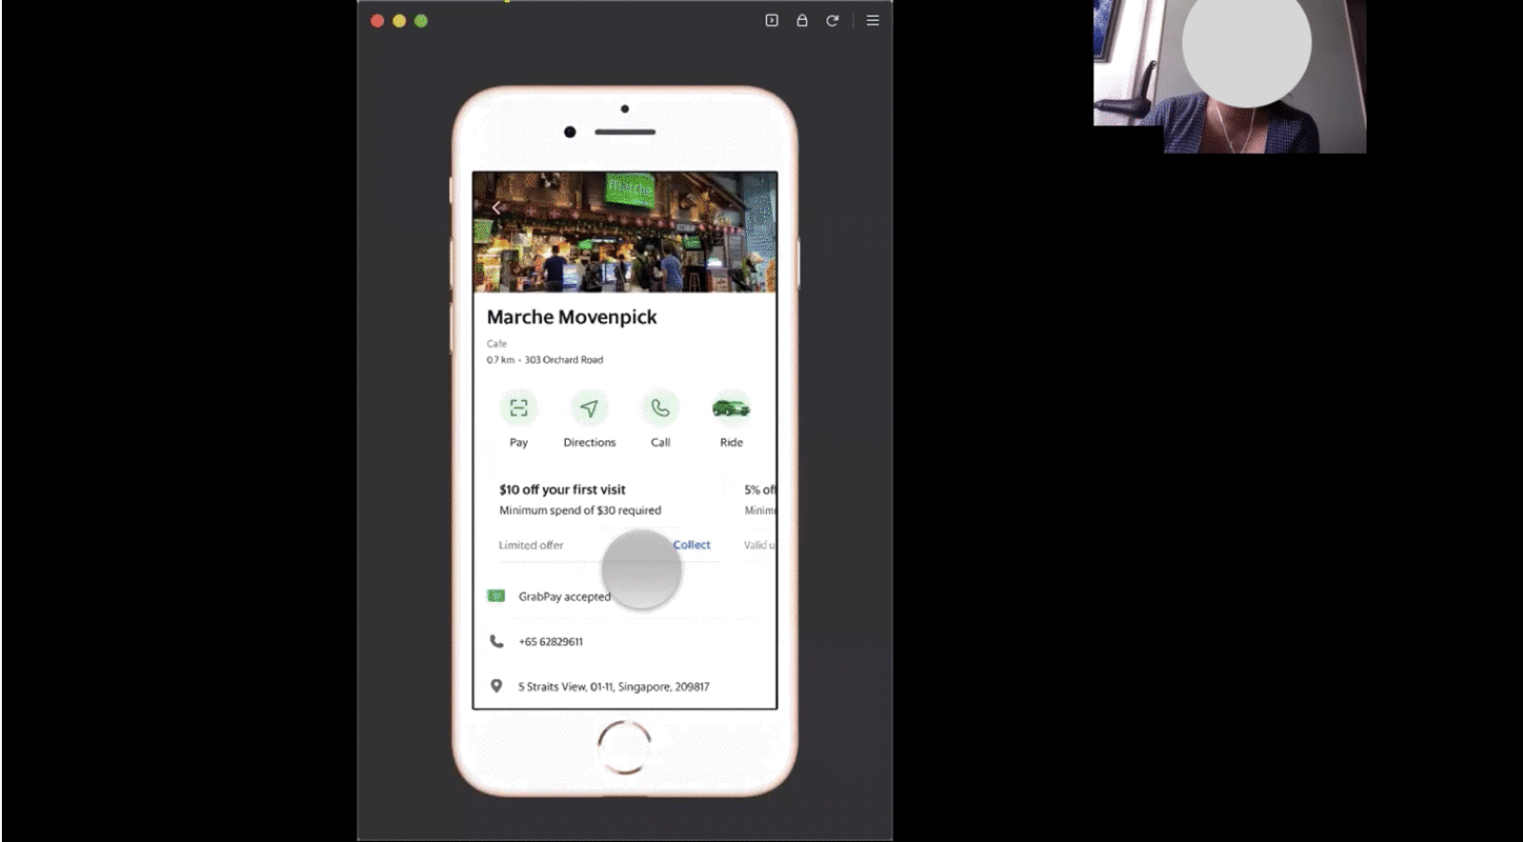 marche
Marche Movenpick
Cafe
0.7 km - 303 Orchard Road
Pay
Directions
Call
Ride
$10 off your first visit
Minimum spend of $30 required
Limited offer
Collect
5% off
Minim
Valid u
GrabPay accepted
+65 62829611
5 Straits View, 01-11, Singapore, 209817